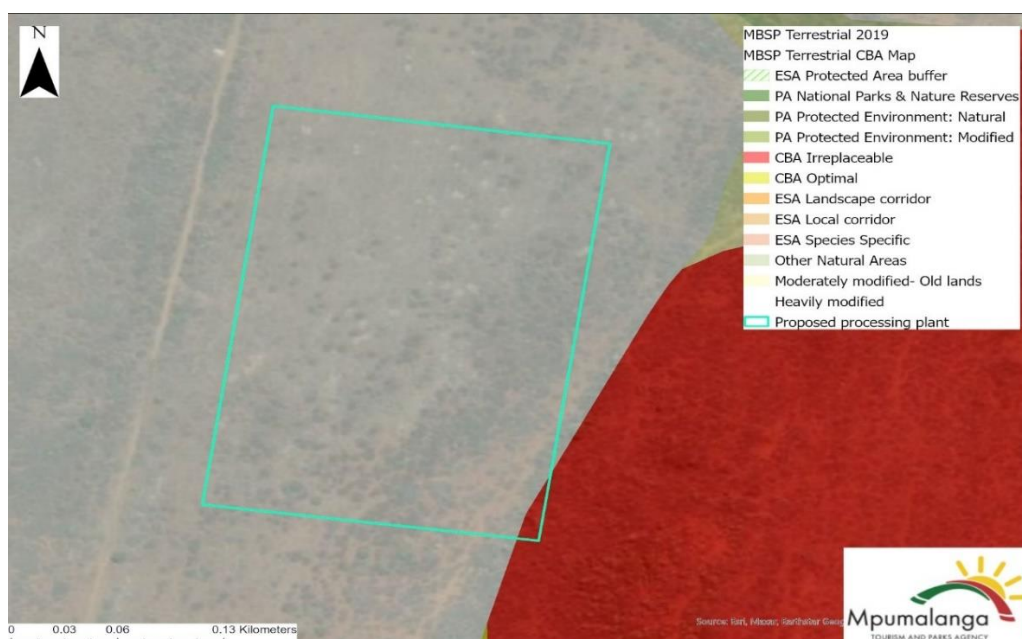 N
MBSP Terrestrial 2019
MBSP Terrestrial CBA Map
ESA Protected Area buffer
PA National Parks & Nature Reserves
PA Protected Environment: Natural
PA Protected Environment: Modified
CBA Irreplaceable
CBA Optimal
ESA Landscape corridor
ESA Local corridor
ESA Species Specific
Other Natural Areas
Moderately modified- Old lands
Heavily modified
Proposed processing plant
0 0.03 0.06 0.13 Kilometers
Source: Esri, Maxar, Earthstar
Mpumalanga
TOURISM AND PARKS AGENCY